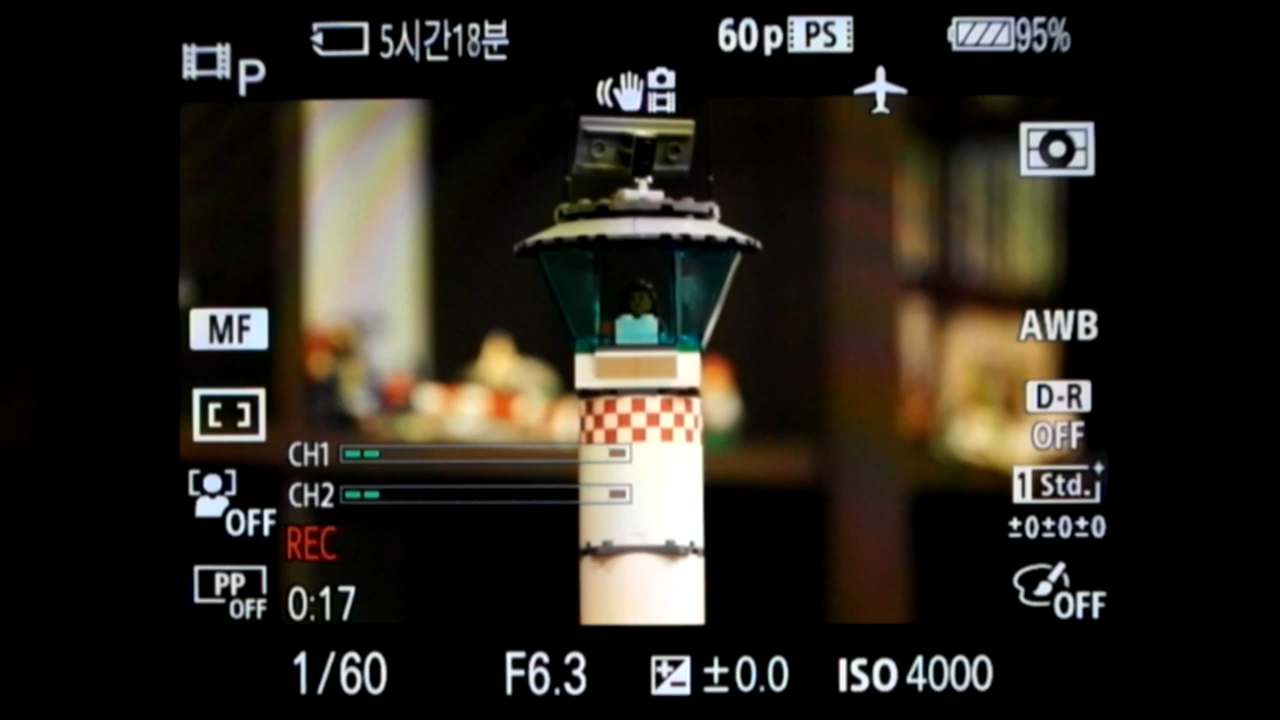 5시간18분 60p PS 95%
P
MF
AWB
D-R
OFF
CH1
1 Std.
CH2
±0±0±0
OFF
REC
PP
OFF
OFF
0:17
1/60 F6.3 ±0.0 ISO 4000